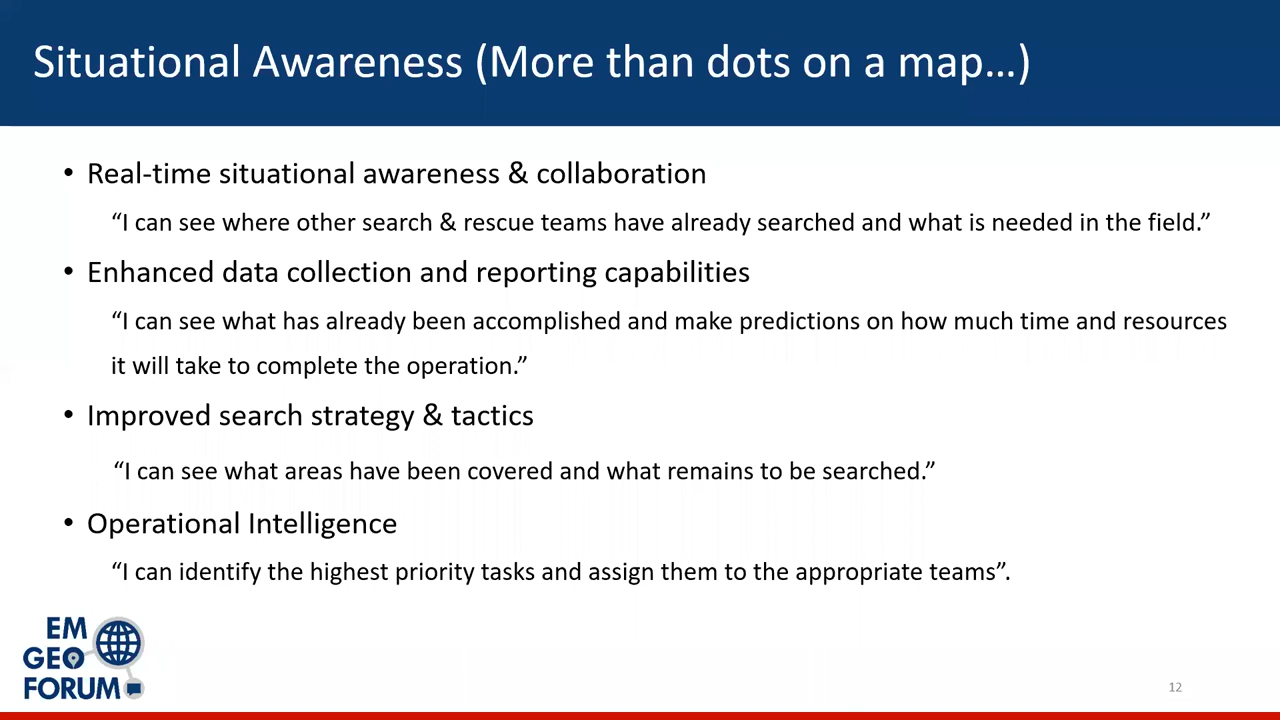 Situational Awareness (More than dots on a map…)
• Real-time situational awareness & collaboration
“I can see where other search & rescue teams have already searched and what is needed in the field.”
• Enhanced data collection and reporting capabilities
“I can see what has already been accomplished and make predictions on how much time and resources
it will take to complete the operation.”
• Improved search strategy & tactics
“I can see what areas have been covered and what remains to be searched.”
• Operational Intelligence
“I can identify the highest priority tasks and assign them to the appropriate teams”.
EM
GEO
FORUM
12